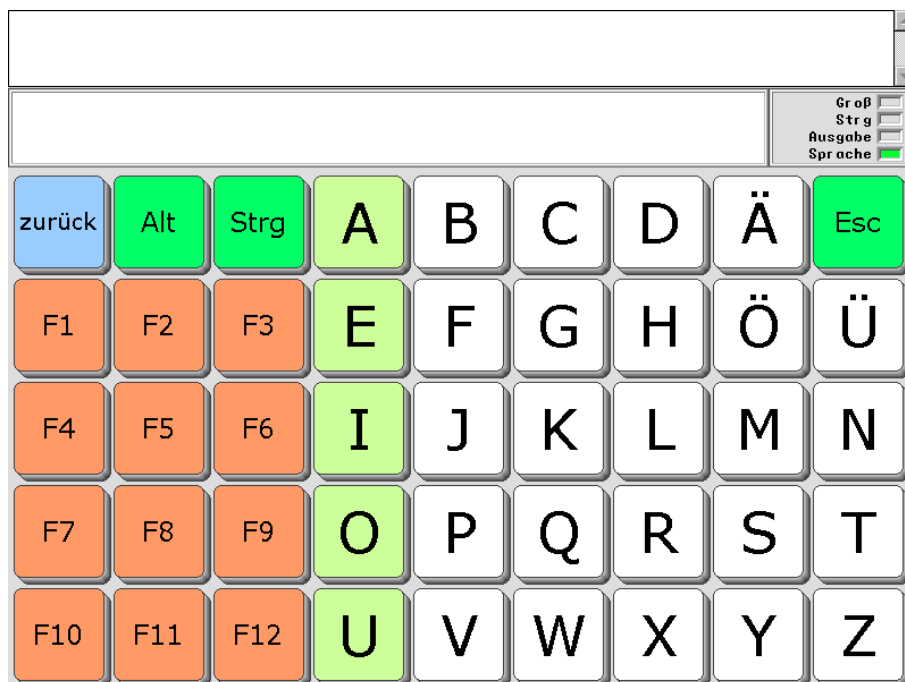 Groß
Strg
Ausgabe
Sprache
zurück Alt Strg A B C D Ä Esc
F1 F2 F3 E F G H Ö Ü
F4 F5 F6 I J K L M N
F7 F8 F9 O P Q R S T
F10 F11 F12 U V W X Y Z